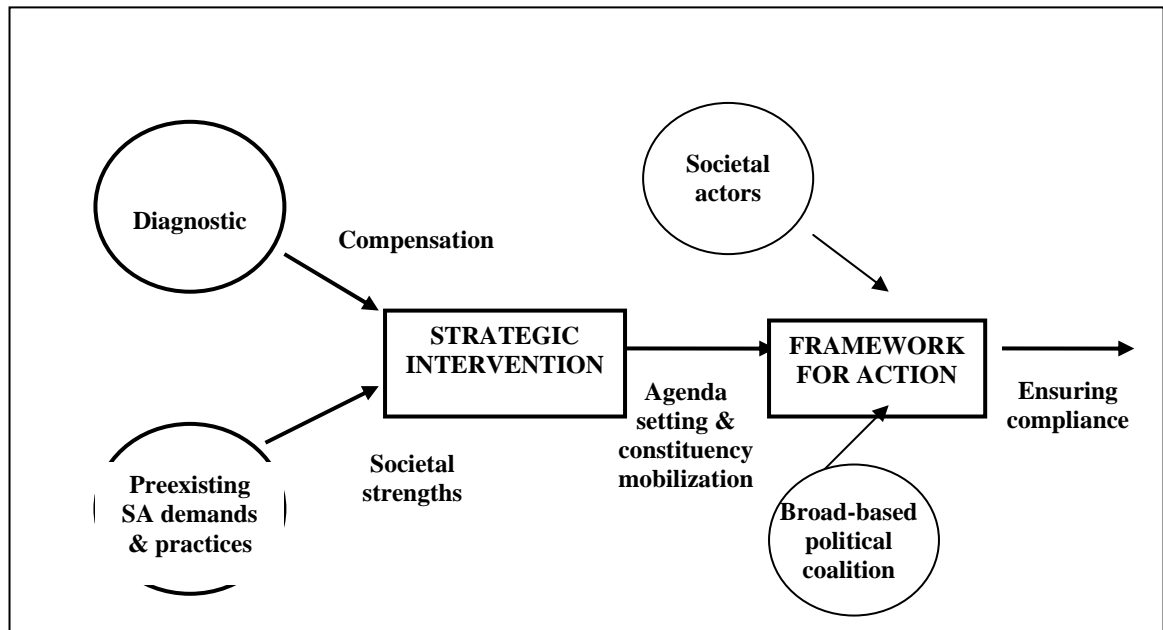 Diagnostic
Compensation
Societal
actors
STRATEGIC
INTERVENTION
FRAMEWORK
FOR ACTION
Preexisting
SA demands
& practices
Societal
strengths
Agenda
setting &
constituency
mobilization
Ensuring
compliance
Broad-based
political
coalition